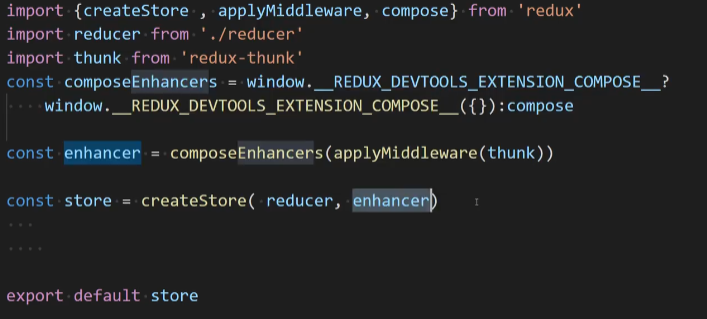 import {createStore , applyMiddleware, compose} from 'redux'
import reducer from './reducer'
import thunk from 'redux-thunk'
const composeEnhancers = window.__REDUX_DEVTOOLS_EXTENSION_COMPOSE__?
    window.__REDUX_DEVTOOLS_EXTENSION_COMPOSE__({}):compose
const enhancer = composeEnhancers(applyMiddleware(thunk))
const store = createStore( reducer, enhancer)
export default store